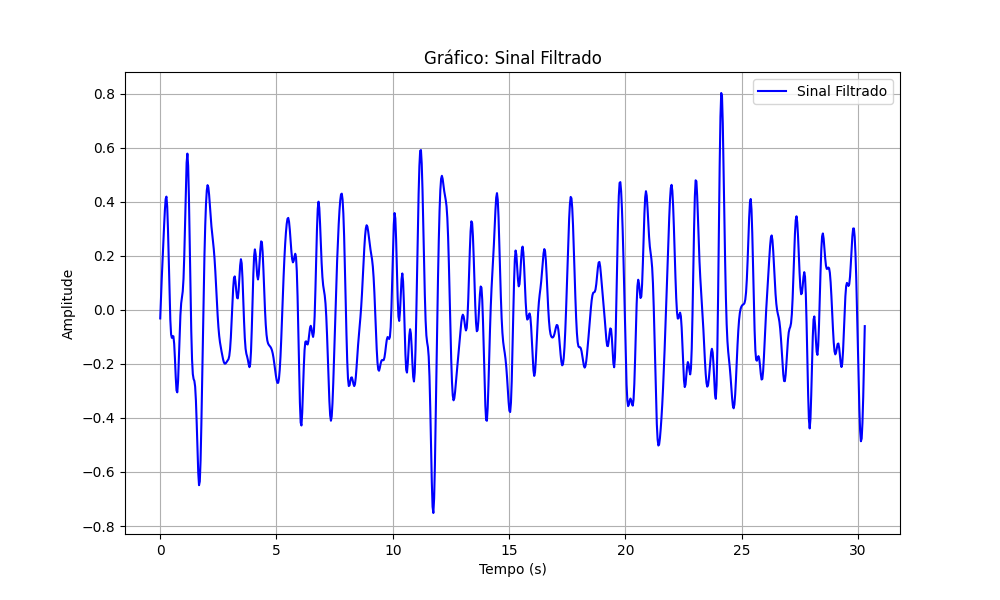 Gráfico: Sinal Filtrado
Sinal Filtrado
Amplitude
0.8
0.6
0.4
0.2
0.0
−0.2
−0.4
−0.6
−0.8
0 5 10 15 20 25 30
Tempo (s)